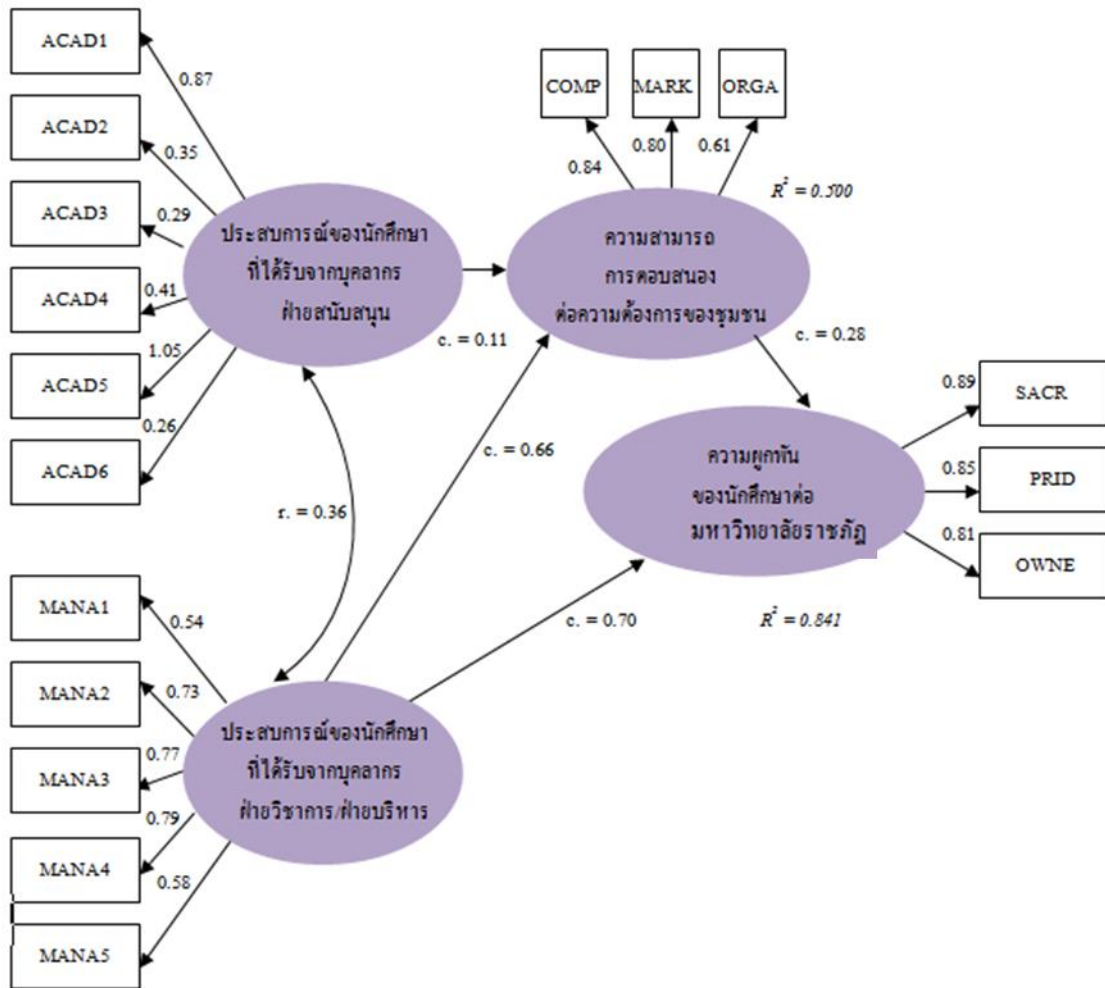 ACAD1
0.87
ACAD2
0.35
ACAD3
0.29
ACAD4
0.41
ACAD5
1.05
ACAD6
0.26
ประสบการณ์ของนักศึกษา
ที่ได้รับจากบุคลากร
ฝ่ายสนับสนุน
COMP
MARK
ORGA
0.84
0.80
0.61
R² = 0.500
ความสามารถ
การตอบสนอง
ต่อความต้องการของชุมชน
c. = 0.11
c. = 0.28
c. = 0.66
r. = 0.36
ความผูกพัน
ของนักศึกษาต่อ
มหาวิทยาลัยราชภัฏ
0.89
SACR
0.85
PRID
0.81
OWNE
c. = 0.70
R² = 0.841
MANA1
0.54
MANA2
0.73
MANA3
0.77
MANA4
0.79
MANA5
0.58
ประสบการณ์ของนักศึกษา
ที่ได้รับจากบุคลากร
ฝ่ายวิชาการ/ฝ่ายบริหาร